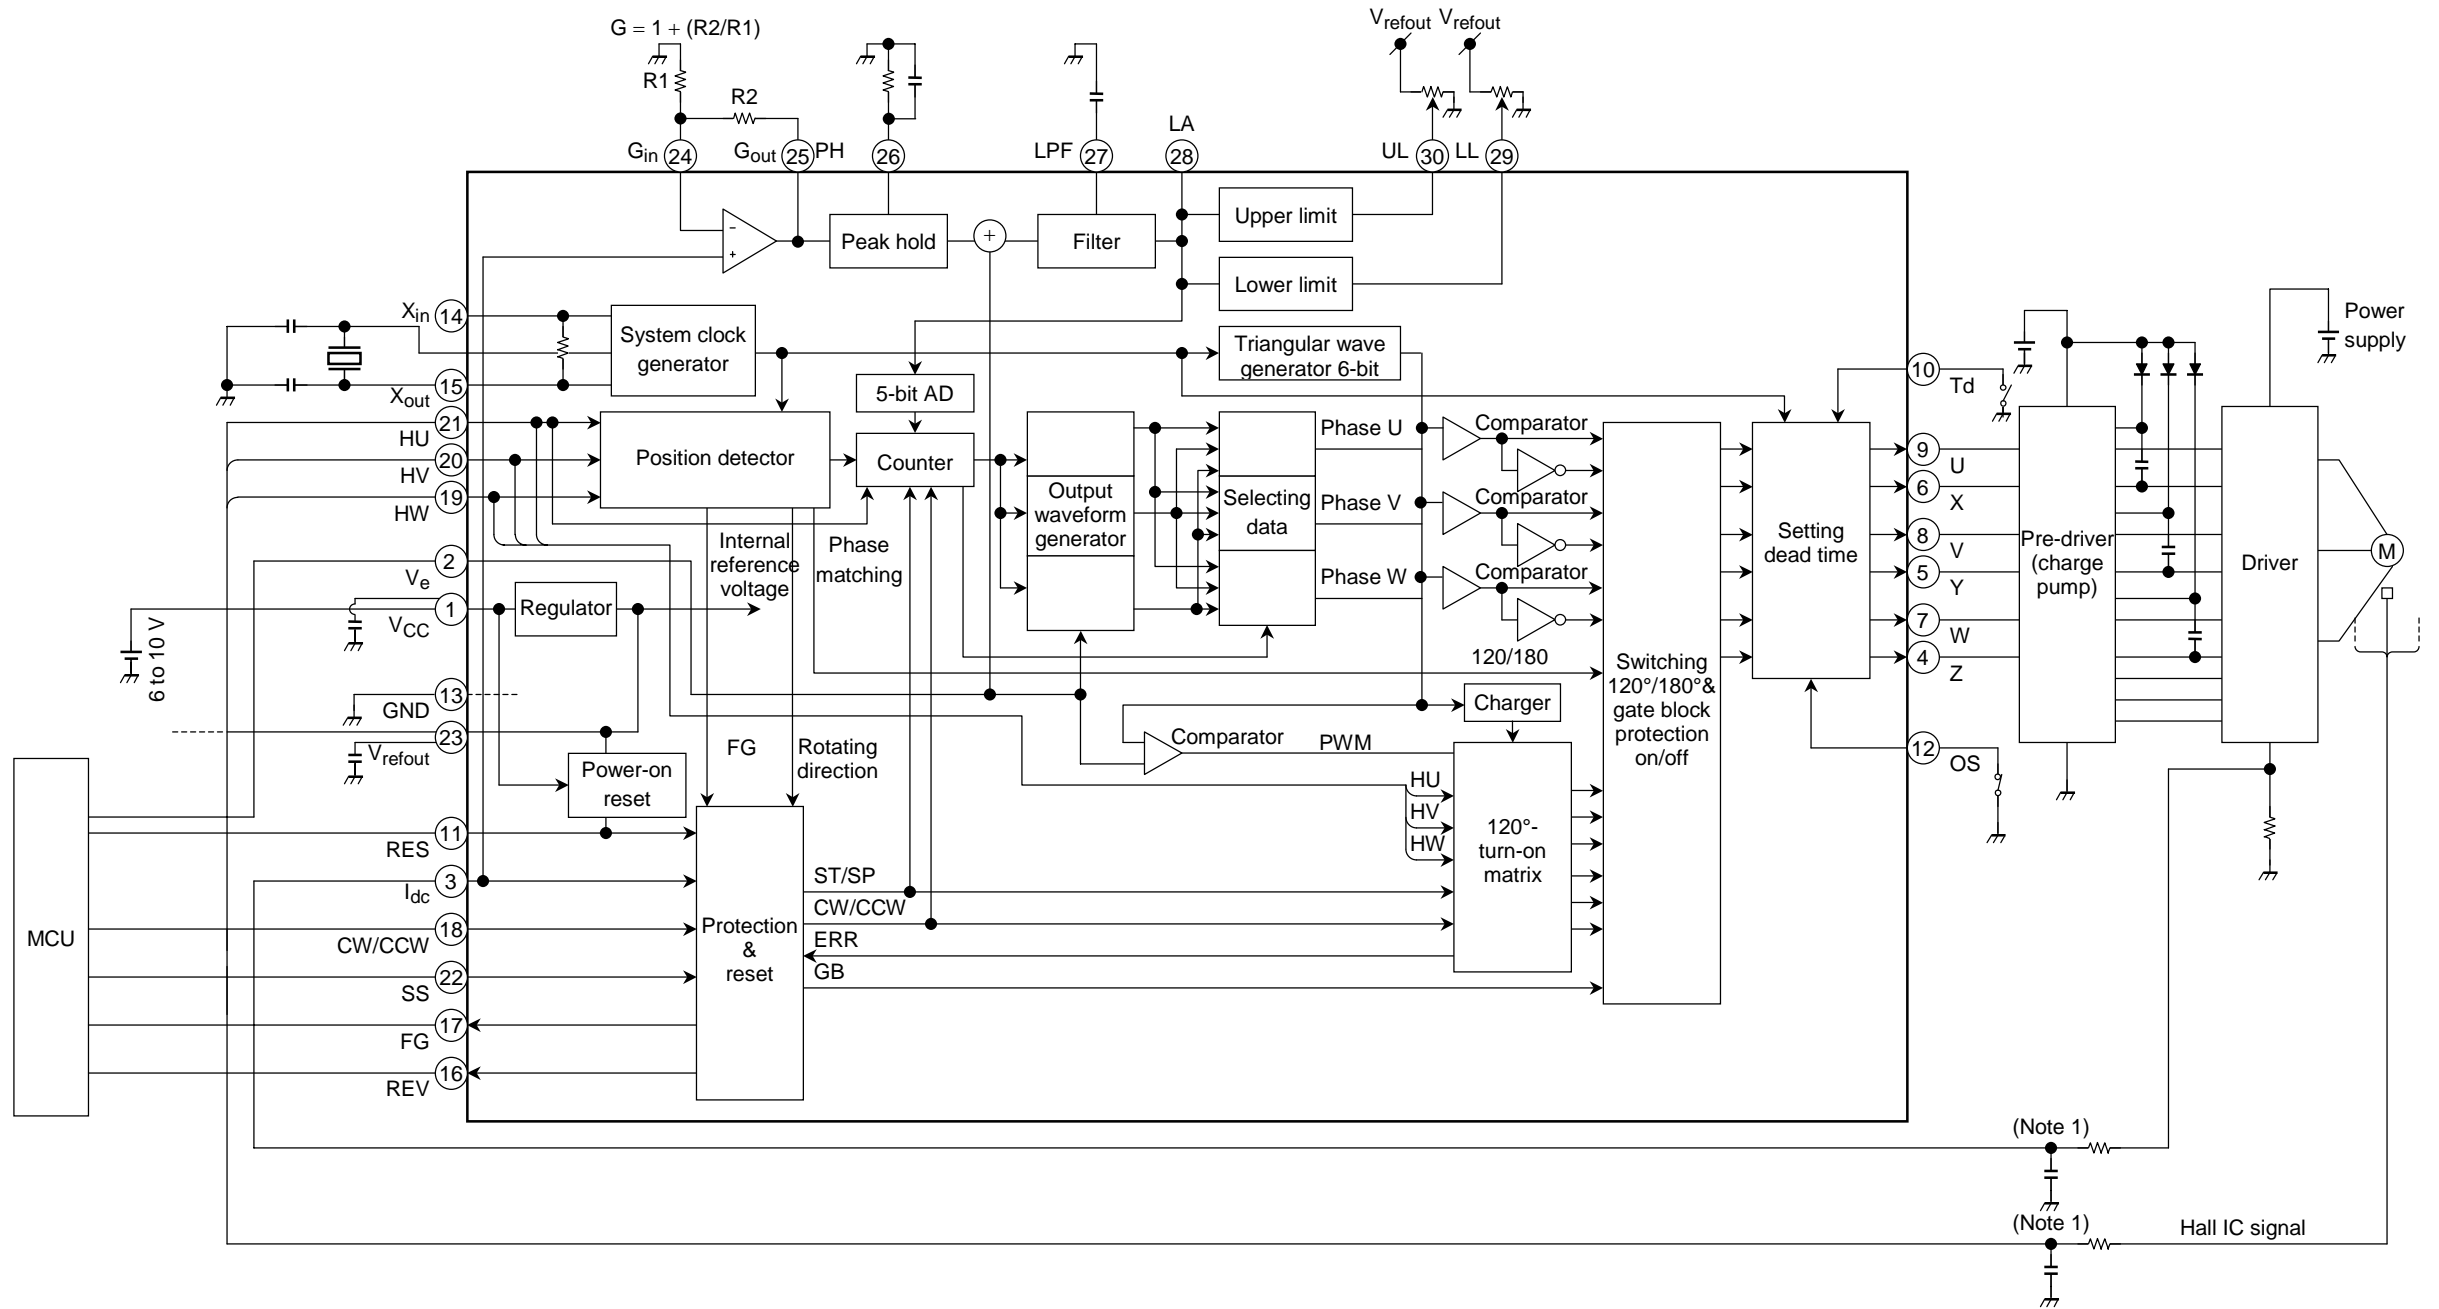 G = 1 + (R2/R1)
Vrefout Vrefout
R1
R2
LA
Gin 24 Gout 25 PH 26 LPF 27 28 UL 30 LL 29
Upper limit
Peak hold
+
Filter
-
+
Lower limit
Xin 14
System clock
generator
Triangular wave
generator 6-bit
Power
supply
15
Xout
5-bit AD
10 Td
21
HU
20
HV
19
HW
Position detector
Counter
Output
waveform
generator
Selecting
data
Phase U
Phase V
Phase W
Comparator
Comparator
Comparator
Setting
dead time
9
U
6
X
8
V
5
Y
7
W
4
Z
Pre-driver
(charge
pump)
Driver
M
Internal
reference
voltage
Phase
matching
2
Ve
1
VCC
Regulator
6 to 10 V
13
GND
23
Vrefout
120/180
Switching
120°/180°&
gate block
protection
on/off
Charger
Comparator
PWM
FG
Rotating
direction
Power-on
reset
12
OS
HU
HV
HW
120°-
turn-on
matrix
11
RES
3
Idc
18
CW/CCW
22
SS
17
FG
16
REV
MCU
Protection
&
reset
ST/SP
CW/CCW
ERR
GB
(Note 1)
(Note 1)
Hall IC signal